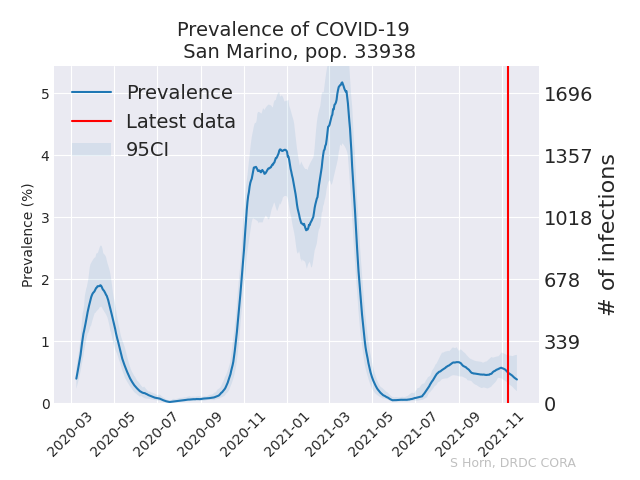 Prevalence of COVID-19
San Marino, pop. 33938
Prevalence
Latest data
95CI
Prevalence (%)
5
4
3
2
1
0
1696
1357
1018
678
339
0
# of infections
2020-03
2020-05
2020-07
2020-09
2020-11
2021-01
2021-03
2021-05
2021-07
2021-09
2021-11
S Horn, DRDC CORA